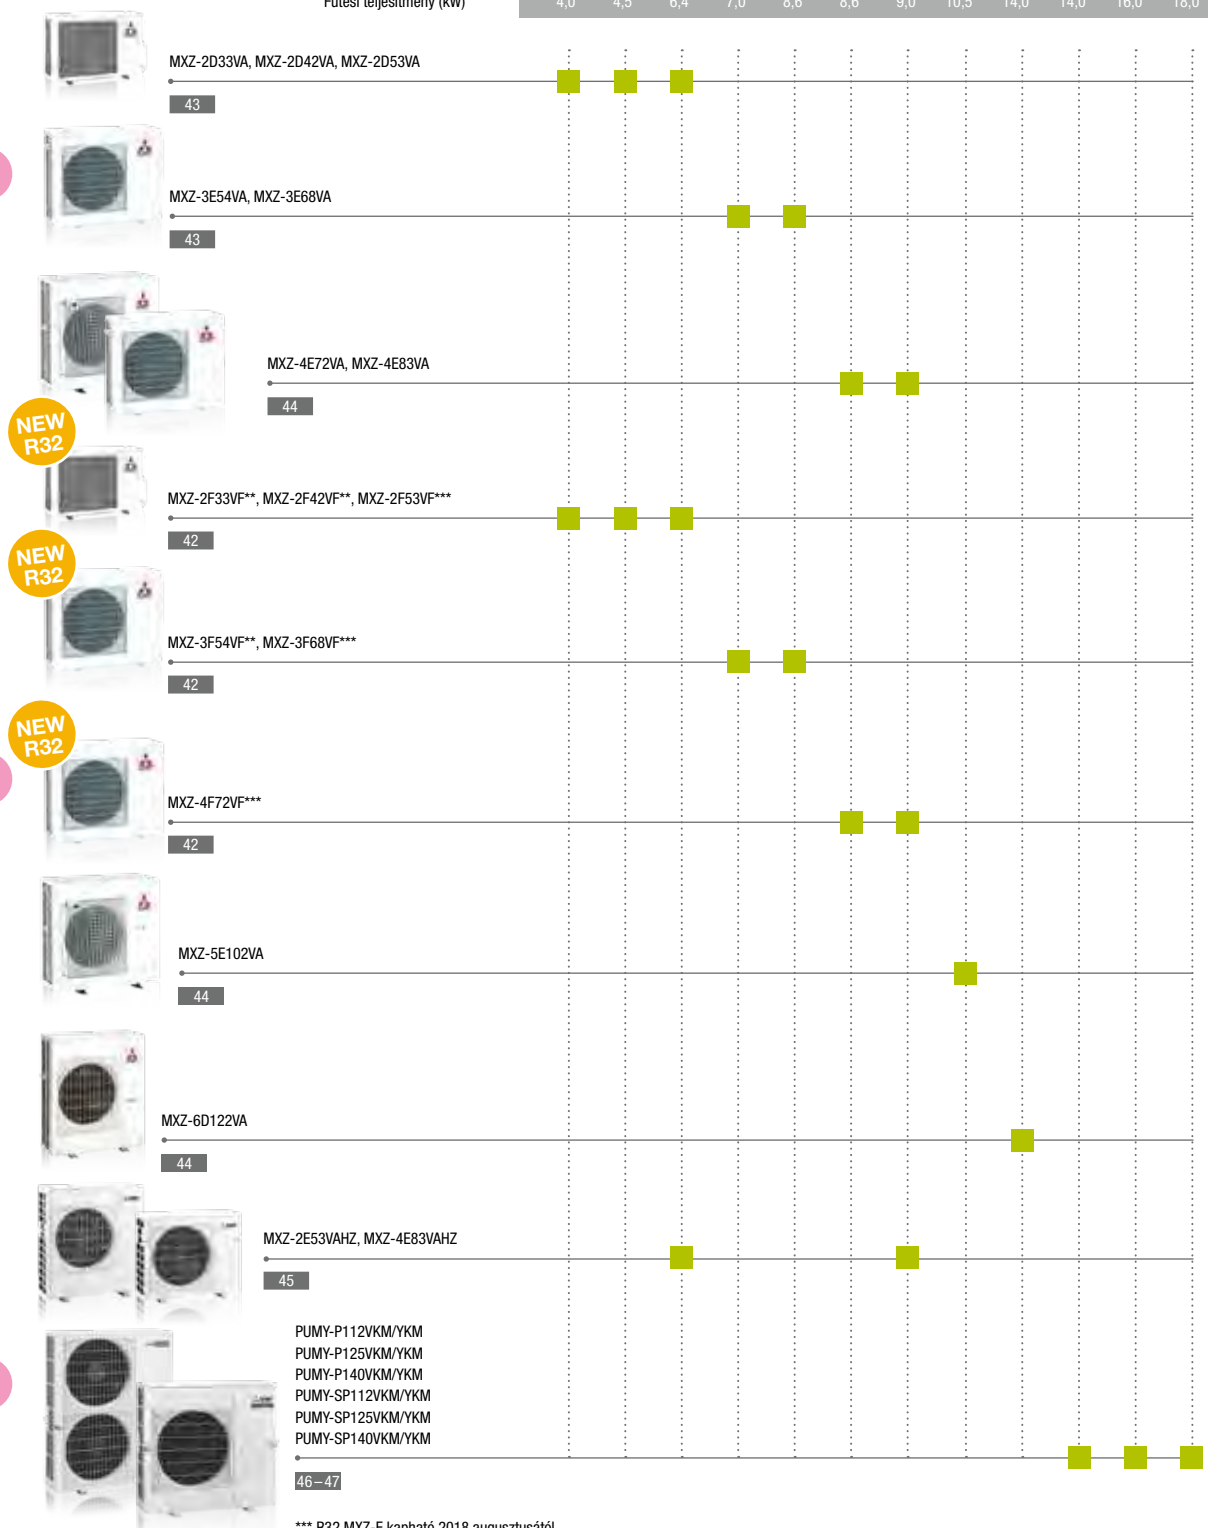 Fűtési teljesítmény (kW) 4,0 4,5 6,4 7,0 8,6 8,6 9,0 10,5 14,0 14,0 16,0 18,0
MXZ-2D33VA, MXZ-2D42VA, MXZ-2D53VA
43
MXZ-3E54VA, MXZ-3E68VA
43
MXZ-4E72VA, MXZ-4E83VA
44
NEW
R32
MXZ-2F33VF**, MXZ-2F42VF**, MXZ-2F53VF***
42
NEW
R32
MXZ-3F54VF**, MXZ-3F68VF***
42
NEW
R32
MXZ-4F72VF***
42
MXZ-5E102VA
44
MXZ-6D122VA
44
MXZ-2E53VAHZ, MXZ-4E83VAHZ
45
PUMY-P112VKM/YKM
PUMY-P125VKM/YKM
PUMY-P140VKM/YKM
PUMY-SP112VKM/YKM
PUMY-SP125VKM/YKM
PUMY-SP140VKM/YKM
46–47
*** R32 MXZ-F kapható 2018 augusztusától